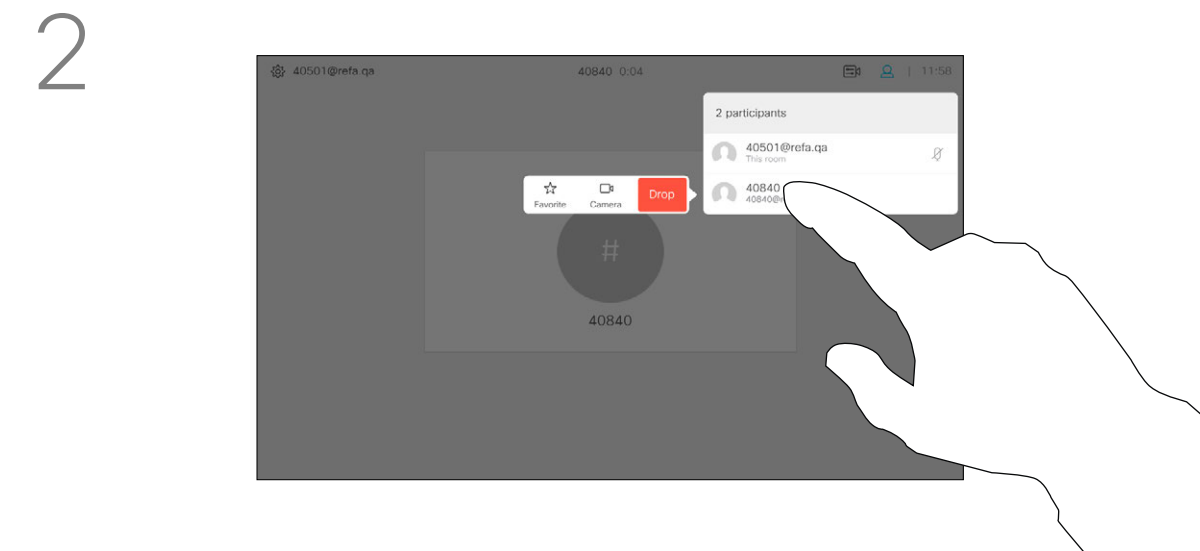 2
40501@refa.qa
40840 0:04
| 11:58
2 participants
40501@refa.qa
This room
40840
Favorite
Camera
Drop
#
40840